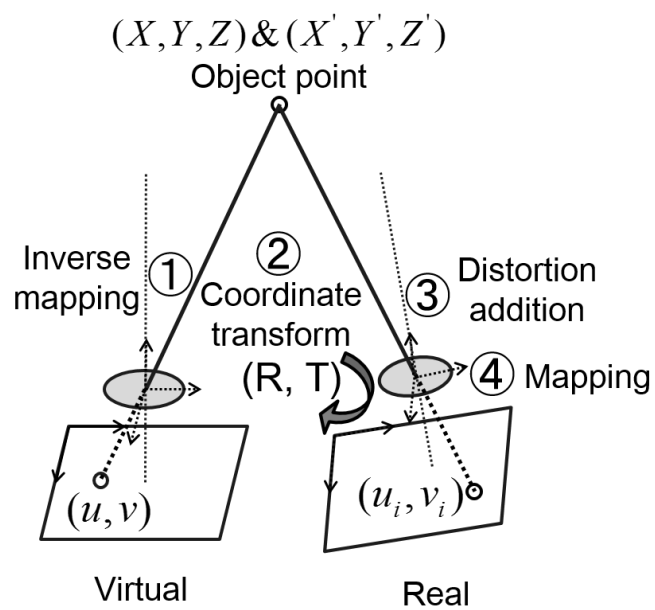 (X,Y,Z)&(X',Y',Z')
Object point
Inverse
mapping
①
②
Coordinate
transform
(R, T)
③
Distortion
addition
④ Mapping
(u,v)
(u_i,v_i)
Virtual
Real